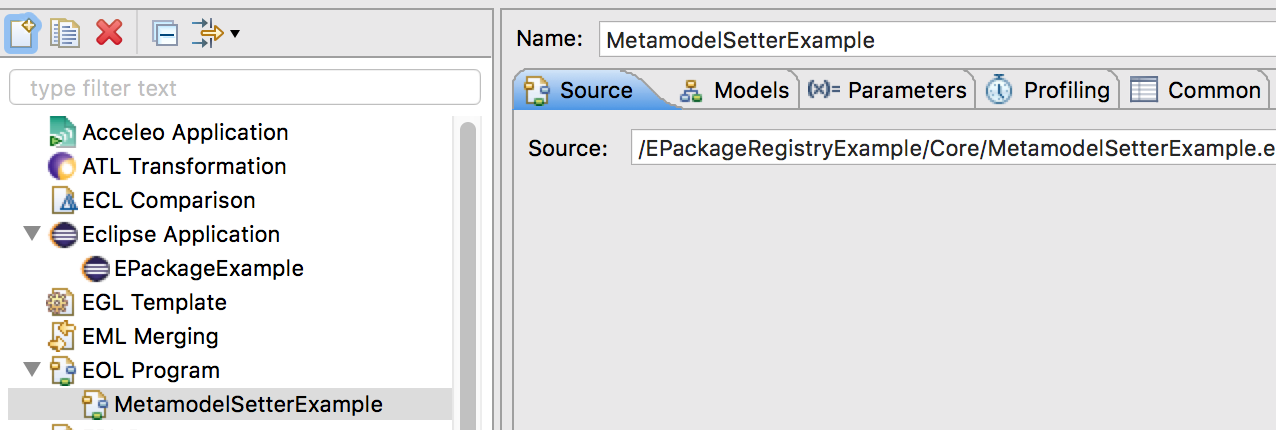 type filter text
Acceleo Application
ATL Transformation
ECL Comparison
Eclipse Application
EPackageExample
EGL Template
EML Merging
EOL Program
MetamodelSetterExample
Name: MetamodelSetterExample
Source Models (x)= Parameters Profiling Common
Source: /EPackageRegistryExample/Core/MetamodelSetterExample.e